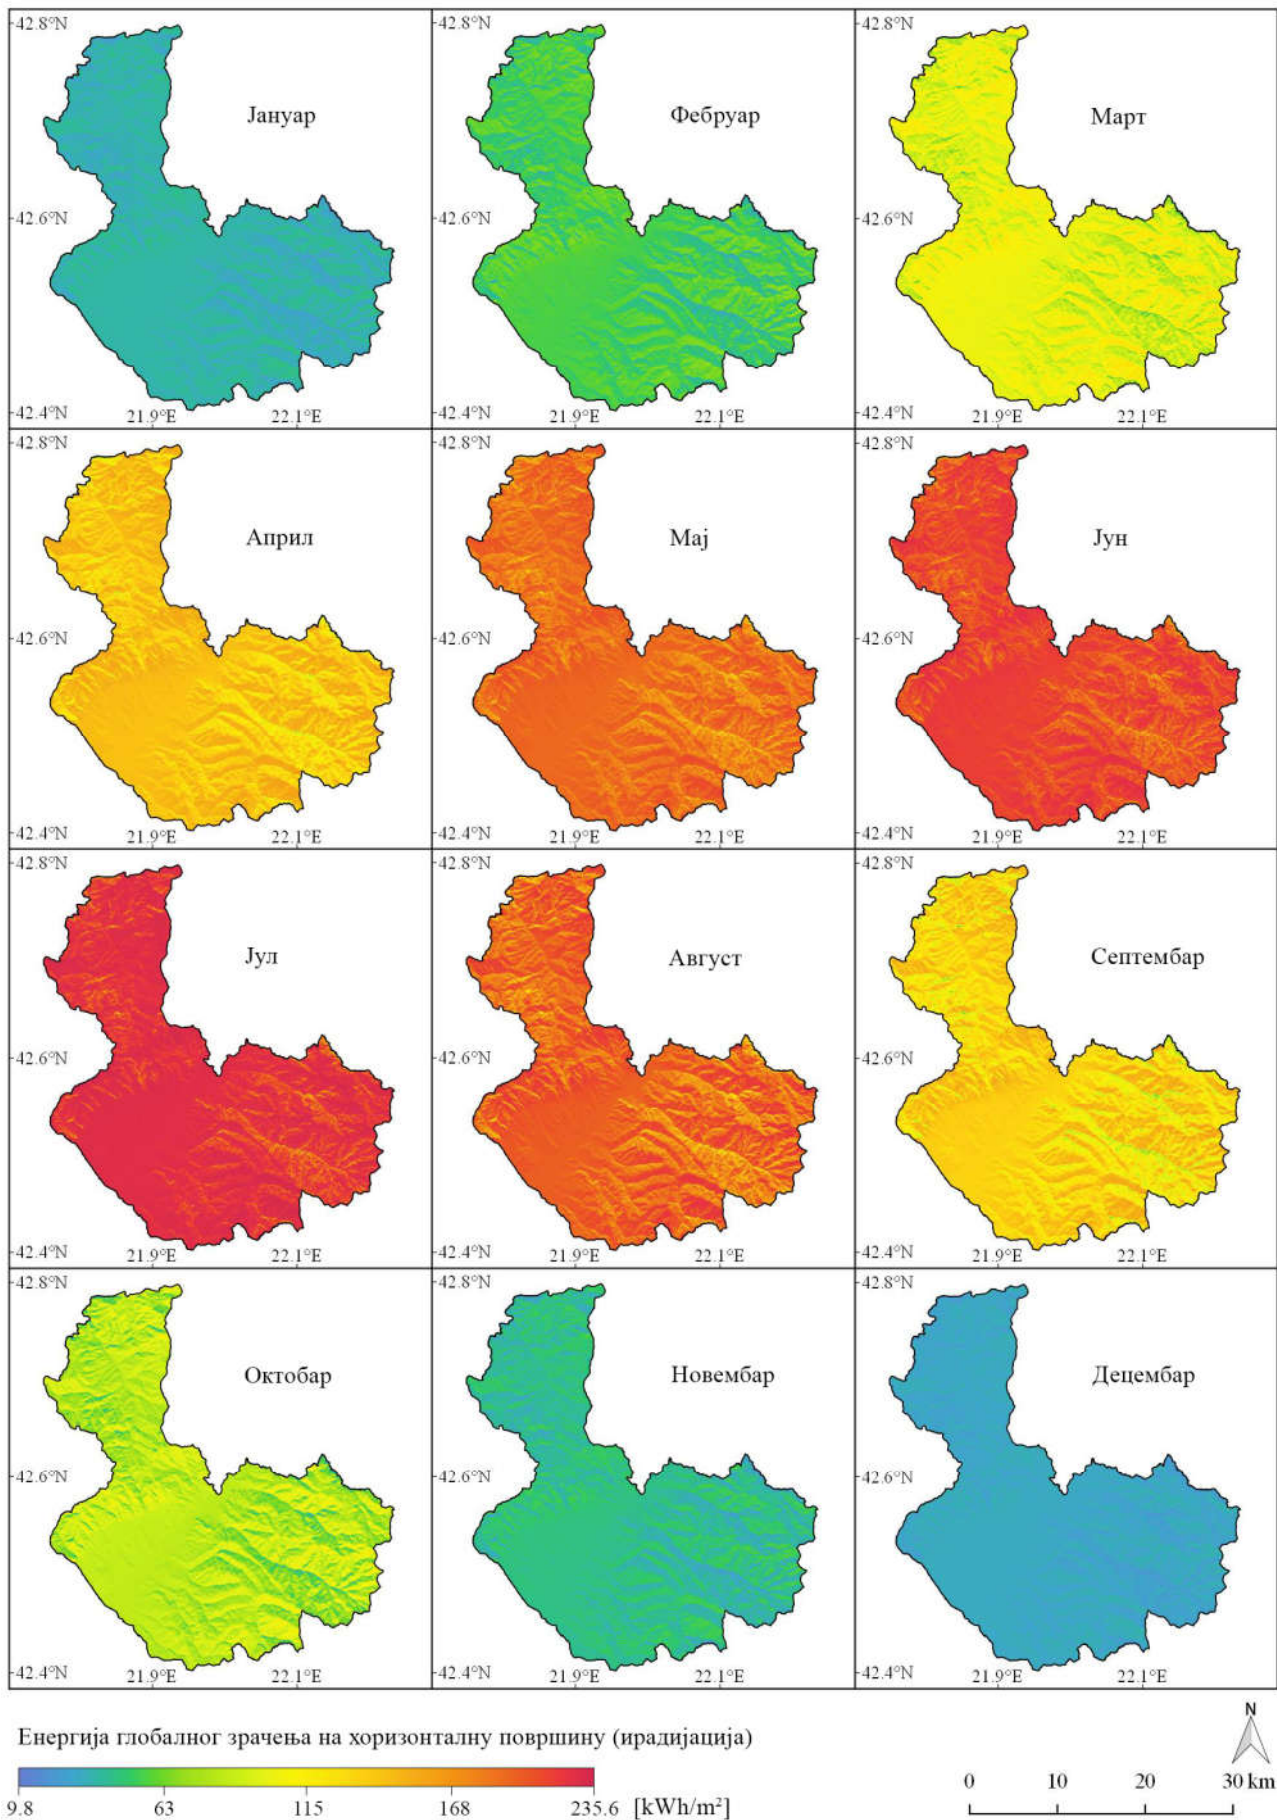 42.8°N
Јануар
Фебруар
Март
42.6°N
42.6°N
42.6°N
42.4°N
21.9°E 22.1°E
42.4°N
21.9°E 22.1°E
42.4°N
21.9°E 22.1°E
42.8°N
42.8°N
42.8°N
42.8°N
42.8°N
Април
Мај
Јун
42.6°N
42.6°N
42.6°N
42.4°N
21.9°E 22.1°E
42.4°N
21.9°E 22.1°E
42.4°N
21.9°E 22.1°E
42.8°N
42.8°N
42.8°N
Јул
Август
Септембар
42.6°N
42.6°N
42.6°N
42.4°N
21.9°E 22.1°E
42.4°N
21.9°E 22.1°E
42.4°N
21.9°E 22.1°E
42.8°N
42.8°N
42.8°N
Октобар
Новембар
Децембар
42.6°N
42.6°N
42.6°N
42.4°N
21.9°E 22.1°E
42.4°N
21.9°E 22.1°E
42.4°N
21.9°E 22.1°E
Енергија глобалног зрачења на хоризонталну површину (ирадијација)
9.8 63 115 168 235.6 [kWh/m²]
N
0 10 20 30 km